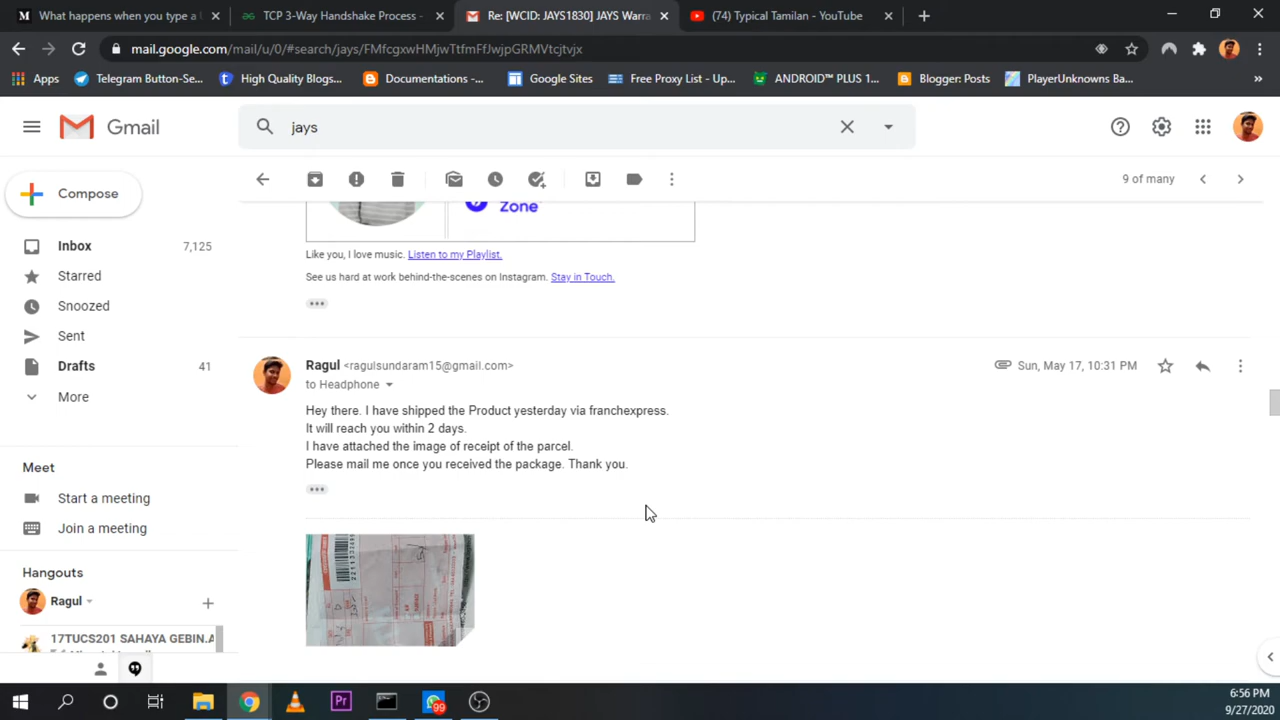 What happens when you type a U
TCP 3-Way Handshake Process -
Re: [WCID: JAYS1830] JAYS Warra
(74) Typical Tamilan - YouTube
mail.google.com/mail/u/0/#search/jays/FMfcgxwHMjwTtfmFfJwjpGRMVtcjtvjx
Apps
Telegram Button-Se...
High Quality Blogs...
Documentations -...
Google Sites
Free Proxy List - Up...
ANDROID™ PLUS 1...
Blogger: Posts
PlayerUnknowns Ba...
Gmail
jays
Compose
9 of many
Inbox 7,125
Starred
Snoozed
Sent
Drafts 41
More
Meet
Start a meeting
Join a meeting
Hangouts
Ragul
17TUCS201 SAHAYA GEBIN.A
Zone
Like you, I love music. Listen to my Playlist.
See us hard at work behind-the-scenes on Instagram. Stay in Touch.
Ragul <ragulsundaram15@gmail.com>
Sun, May 17, 10:31 PM
to Headphone
Hey there. I have shipped the Product yesterday via franchexpress.
It will reach you within 2 days.
I have attached the image of receipt of the parcel.
Please mail me once you received the package. Thank you.
Pr
99
6:56 PM
9/27/2020